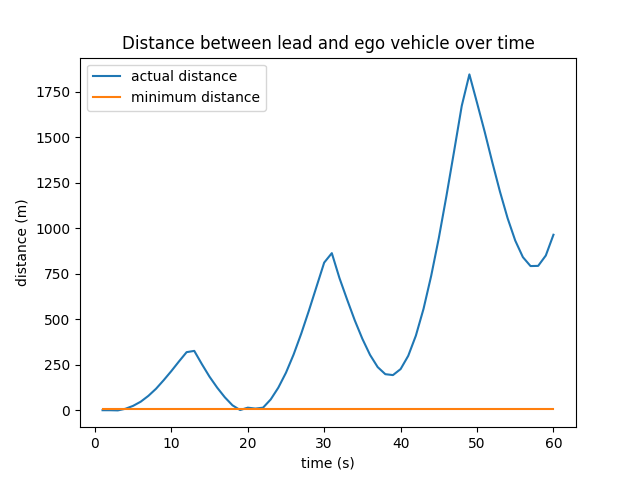 Distance between lead and ego vehicle over time
actual distance
minimum distance
distance (m)
1750
1500
1250
1000
750
500
250
0
0 10 20 30 40 50 60
time (s)